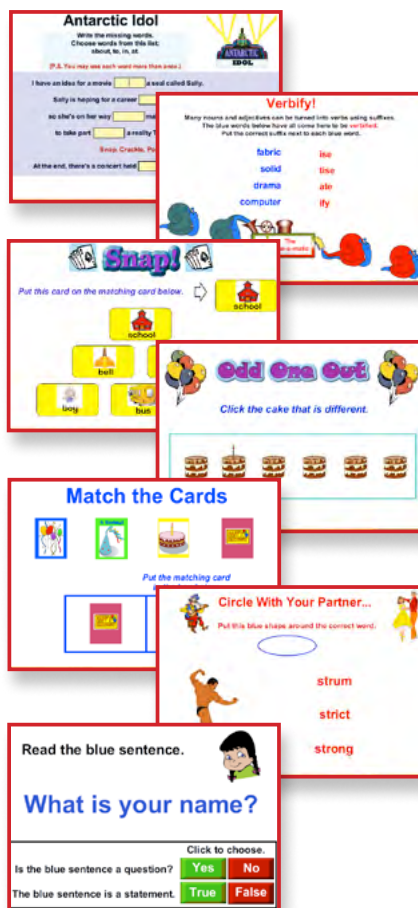 Antarctic Idol
Write the missing words.
Choose words from this list:
about, to, in, at.
(P.S. You may use each word more than once.)
ANTARCTIC
IDOL
I have an idea for a movie a seal called Sally.
Sally is hoping for a career
so she's on her way
to take part a really
Snap, Crackle,
At the end, there's a concert held
Verbify!
Many nouns and adjectives can be turned into verbs using suffixes.
The blue words below have all come here to be verbified.
Put the correct suffix next to each blue word.
fabric ise
solid tise
drama ate
computer ify
The
Snap!
Put this card on the matching card below.
school
school
bell
boy
bus
Odd One Out
Click the cake that is different.
Match the Cards
Put the matching card
Circle With Your Partner...
Put this blue shape around the correct word.
strum
strict
strong
Read the blue sentence.
What is your name?
Click to choose.
Is the blue sentence a question? Yes No
The blue sentence is a statement. True False